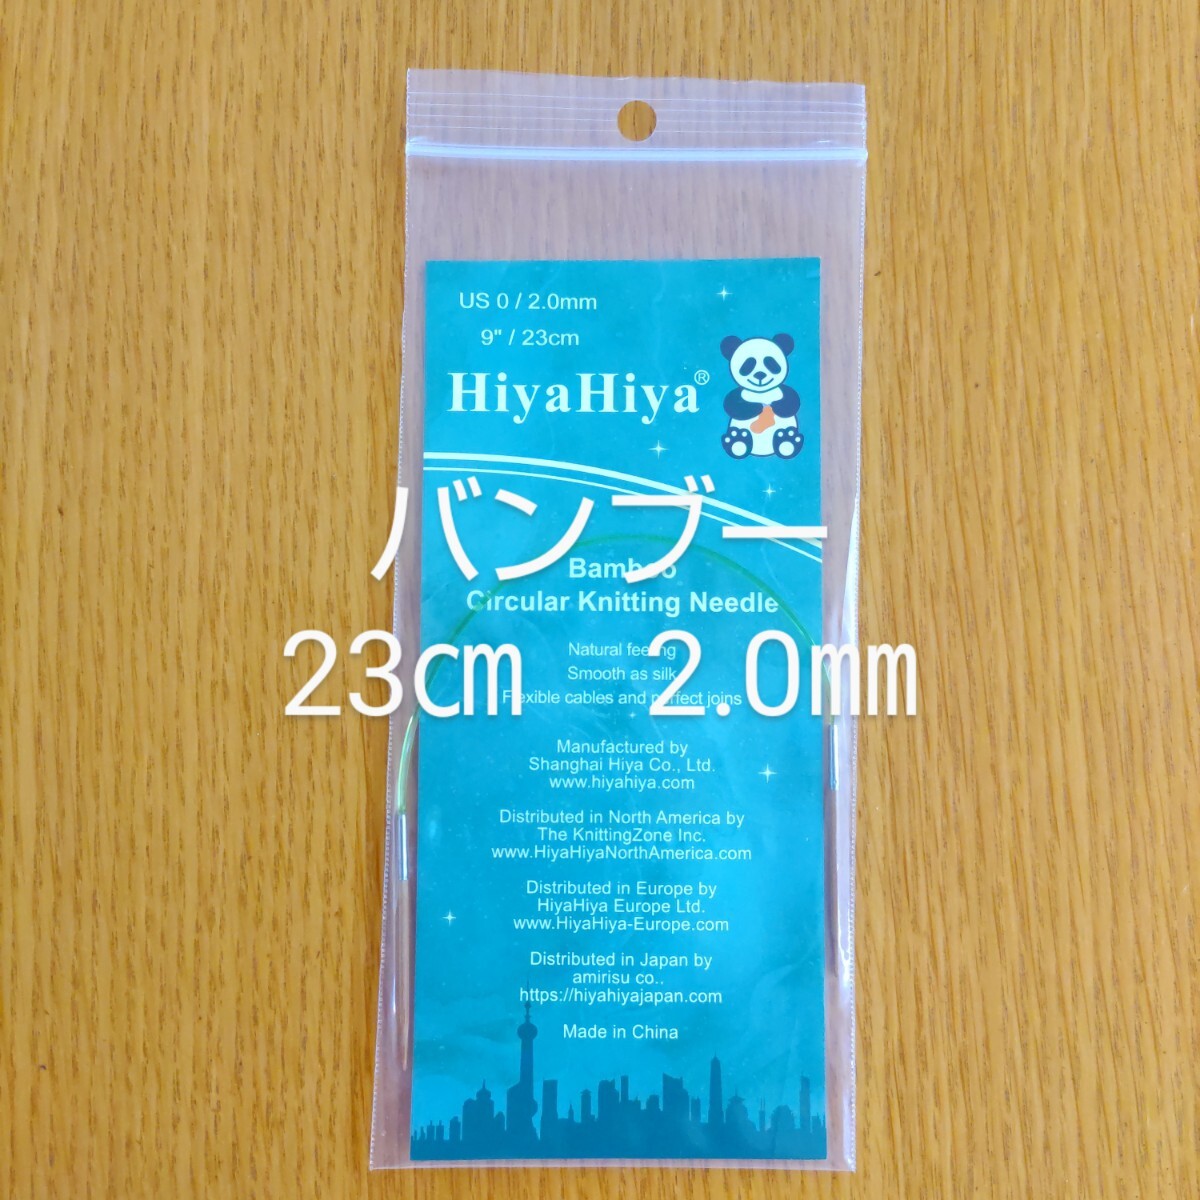 US 0 / 2.0mm
9" / 23cm
HiyaHiya®
バンブー
Bamboo
Circular Knitting Needle
23㎝　2.0㎜
Natural feeling
Smooth as silk
Flexible cables and perfect joins
Manufactured by
Shanghai Hiya Co., Ltd.
www.hiyahiya.com
Distributed in North America by
The KnittingZone Inc.
www.HiyaHiyaNorthAmerica.com
Distributed in Europe by
HiyaHiya Europe Ltd.
www.HiyaHiya-Europe.com
Distributed in Japan by
amirisu co..
https://hiyahiyajapan.com
Made in China